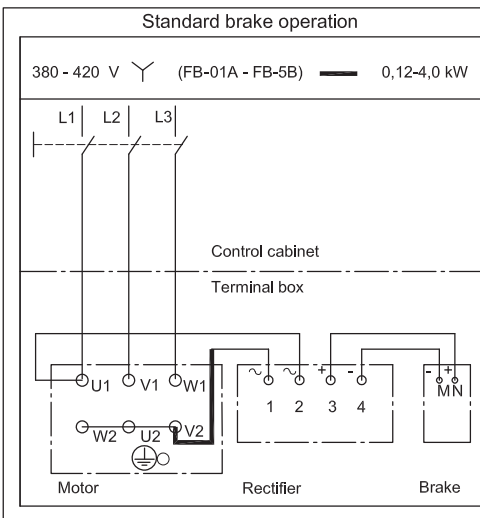 Standard brake operation
380 - 420 V (FB-01A - FB-5B) 0,12-4,0 kW
L1 L2 L3
Control cabinet
Terminal box
U1 V1 W1 ~ ~ + - - +
1 2 3 4 MN
W2 U2 V2
Motor Rectifier Brake